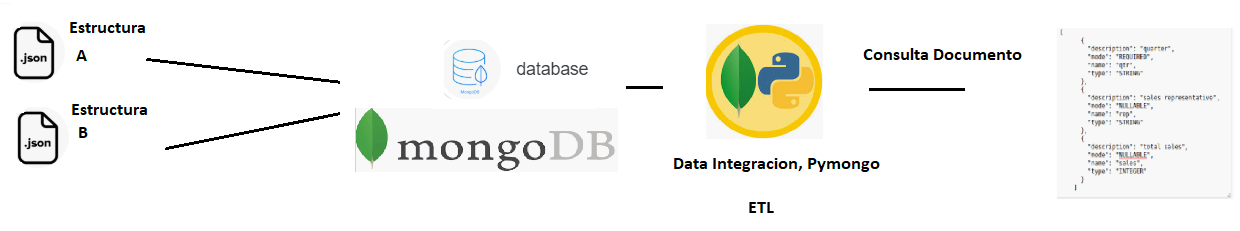 Estructura
A
.json
Estructura
B
.json
MongoDB
database
mongoDB
Data Integracion, Pymongo
ETL
Consulta Documento
[
{
"description": "quarter",
"mode": "REQUIRED",
"name": "qtr",
"type": "STRING"
},
{
"description": "sales representative",
"mode": "NULLABLE",
"name": "rep",
"type": "STRING"
},
{
"description": "total sales",
"mode": "NULLABLE",
"name": "sales",
"type": "INTEGER"
}
]